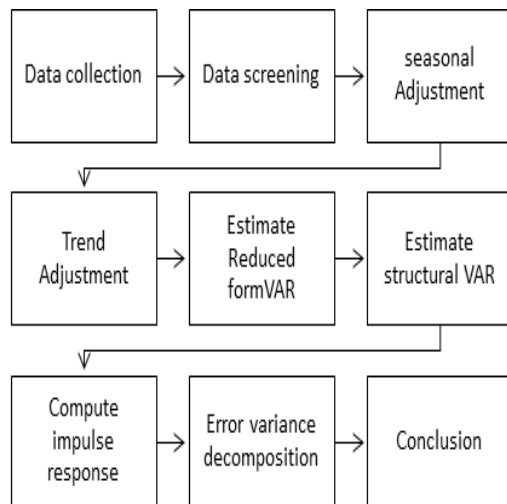 Data collection
Data screening
seasonal
Adjustment
Trend
Adjustment
Estimate
Reduced
formVAR
Estimate
structural VAR
Compute
impulse
response
Error variance
decomposition
Conclusion